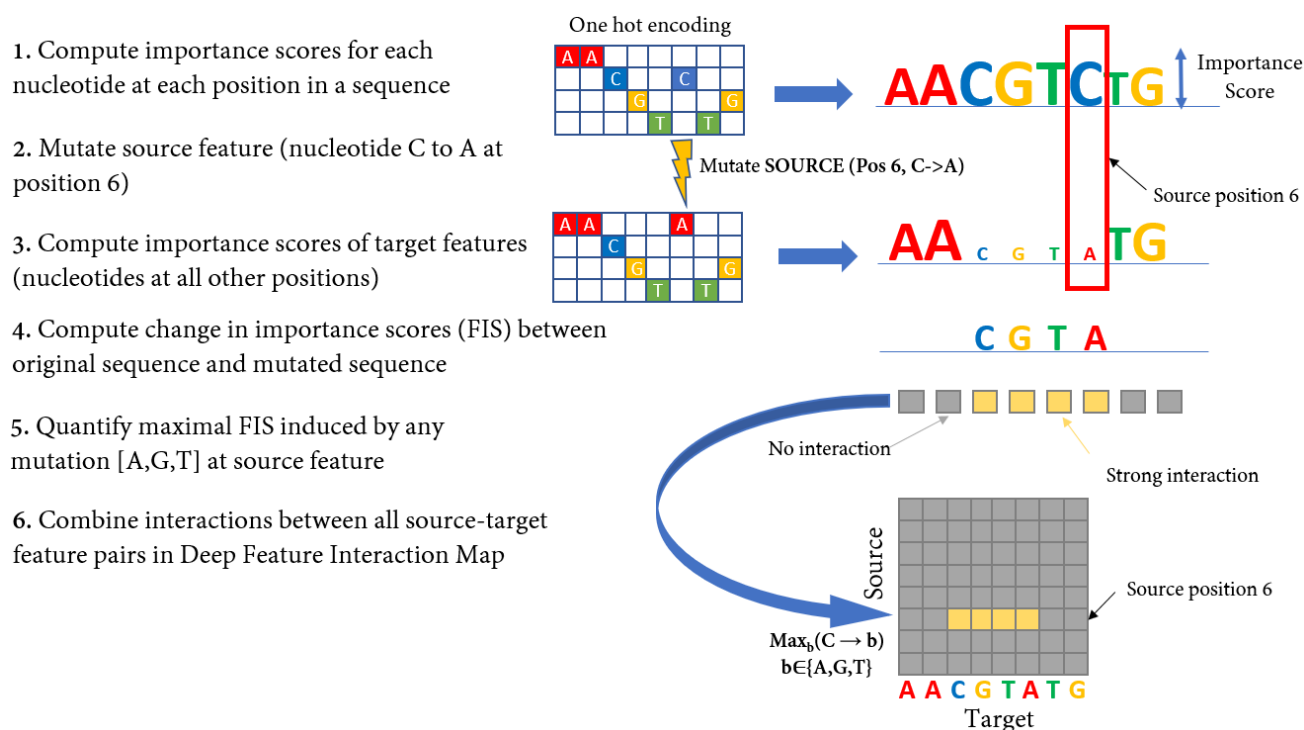 1. Compute importance scores for each
nucleotide at each position in a sequence
2. Mutate source feature (nucleotide C to A at
position 6)
3. Compute importance scores of target features
(nucleotides at all other positions)
4. Compute change in importance scores (FIS) between
original sequence and mutated sequence
5. Quantify maximal FIS induced by any
mutation [A,G,T] at source feature
6. Combine interactions between all source-target
feature pairs in Deep Feature Interaction Map
One hot encoding
A A
C C
G G
T T
Mutate SOURCE (Pos 6, C->A)
A A A
C
G G
T T
AACGTCTG
Importance
Score
Source position 6
AA C G T A TG
C G T A
No interaction
Strong interaction
Source
Source position 6
Max_b(C → b)
b∈{A,G,T}
A A C G T A T G
Target